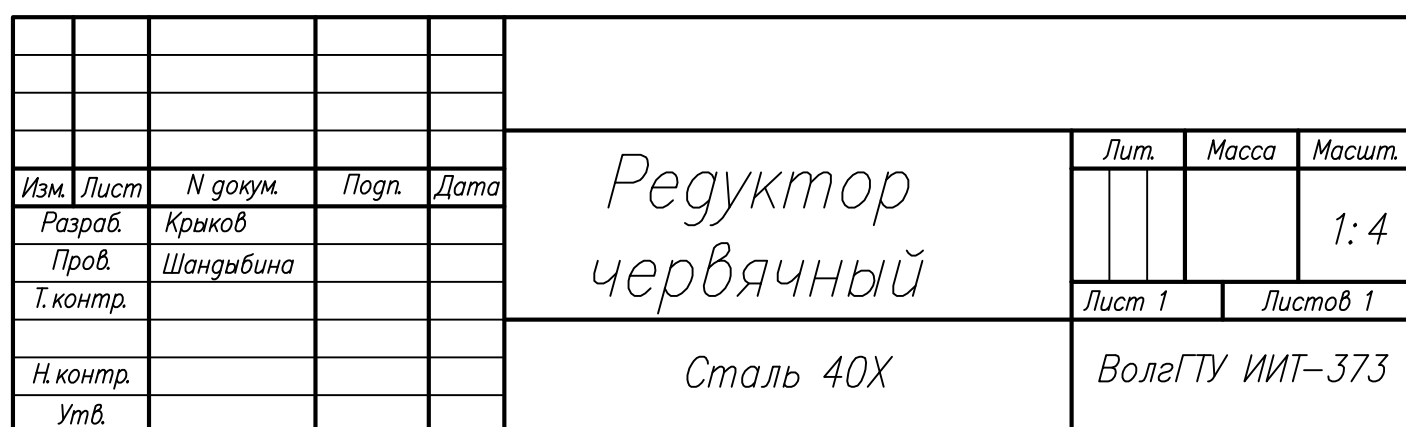 Лит. Масса Масшт.
Изм. Лист N докум. Подп. Дата
Редуктор
червячный
Разраб. Крыков
1:4
Пров. Шандыбина
Т.контр.
Лист 1 Листов 1
Н.контр.
Сталь 40Х
ВолгГТУ ИИТ-373
Утв.